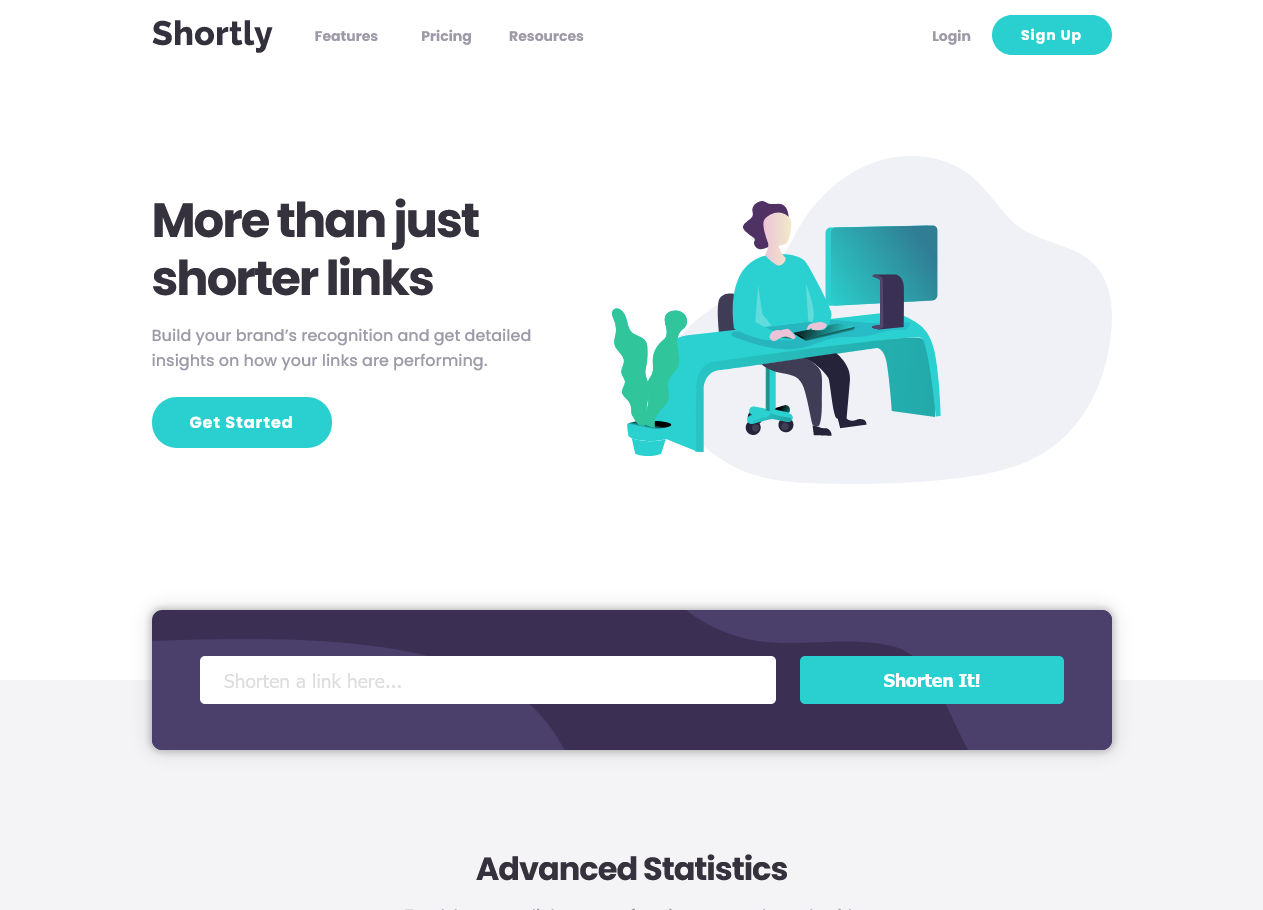 Shortly
Features
Pricing
Resources
Login
Sign Up
More than just
shorter links
Build your brand’s recognition and get detailed
insights on how your links are performing.
Get Started
Shorten a link here...
Shorten It!
Advanced Statistics